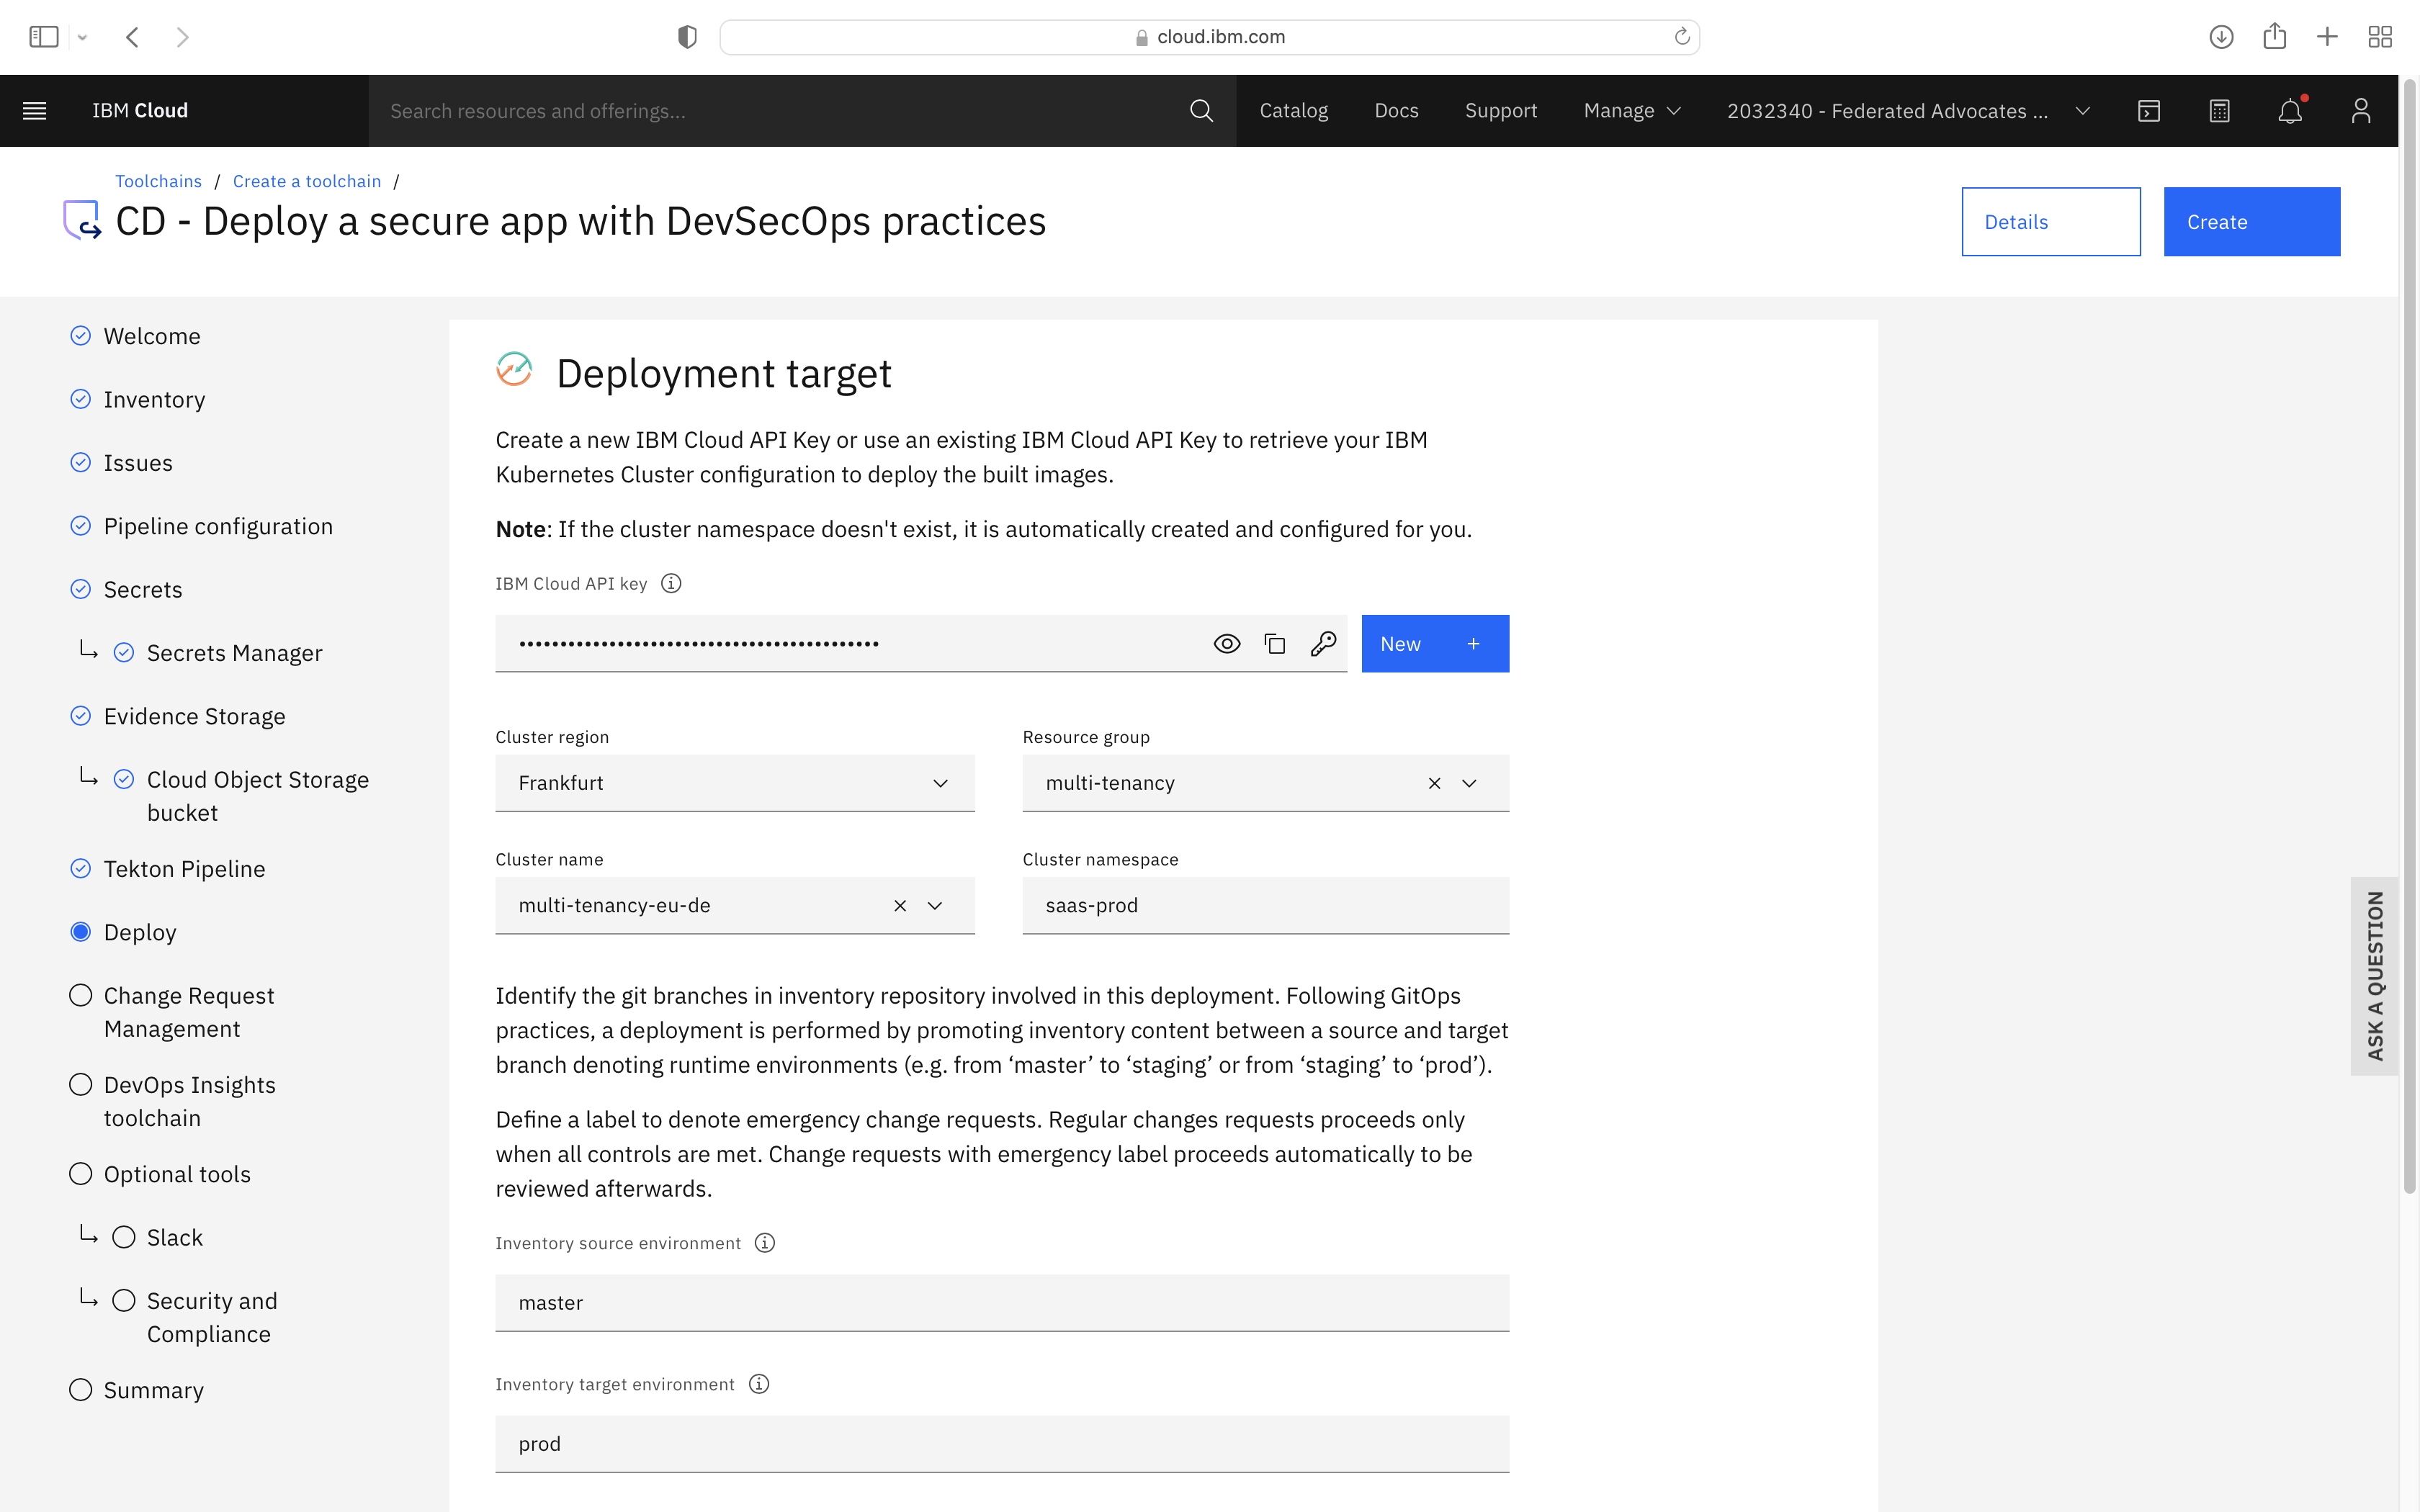 cloud.ibm.com
IBM Cloud
Search resources and offerings...
Catalog
Docs
Support
Manage
2032340 - Federated Advocates ...
Toolchains / Create a toolchain /
CD - Deploy a secure app with DevSecOps practices
Details
Create
Welcome
Inventory
Issues
Pipeline configuration
Secrets
Secrets Manager
Evidence Storage
Cloud Object Storage
bucket
Tekton Pipeline
Deploy
Change Request
Management
DevOps Insights
toolchain
Optional tools
Slack
Security and
Compliance
Summary
Deployment target
Create a new IBM Cloud API Key or use an existing IBM Cloud API Key to retrieve your IBM
Kubernetes Cluster configuration to deploy the built images.
Note: If the cluster namespace doesn't exist, it is automatically created and configured for you.
IBM Cloud API key
••••••••••••••••••••••••••••••••••••••••••••
New +
Cluster region
Frankfurt
Resource group
multi-tenancy
Cluster name
multi-tenancy-eu-de
Cluster namespace
saas-prod
Identify the git branches in inventory repository involved in this deployment. Following GitOps
practices, a deployment is performed by promoting inventory content between a source and target
branch denoting runtime environments (e.g. from ‘master’ to ‘staging’ or from ‘staging’ to ‘prod’).
Define a label to denote emergency change requests. Regular changes requests proceeds only
when all controls are met. Change requests with emergency label proceeds automatically to be
reviewed afterwards.
Inventory source environment
master
Inventory target environment
prod
ASK A QUESTION